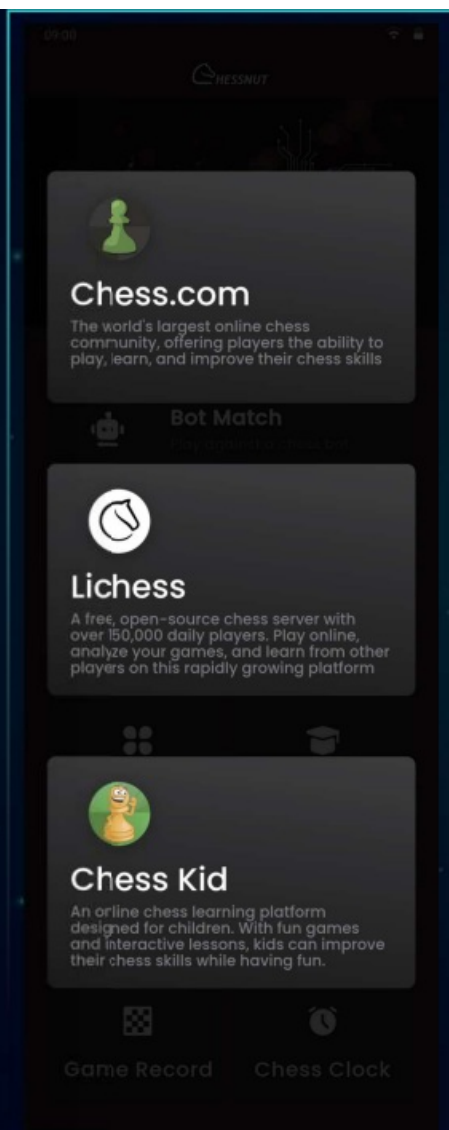 09:00
CHESSNUT
Chess.com
The world's largest online chess
community, offering players the ability to
play, learn, and improve their chess skills
Bot Match
Lichess
A free, open-source chess server with
over 150,000 daily players. Play online,
analyze your games, and learn from other
players on this rapidly growing platform
Chess Kid
An online chess learning platform
designed for children. With fun games
and interactive lessons, kids can improve
their chess skills while having fun.
Game Record
Chess Clock